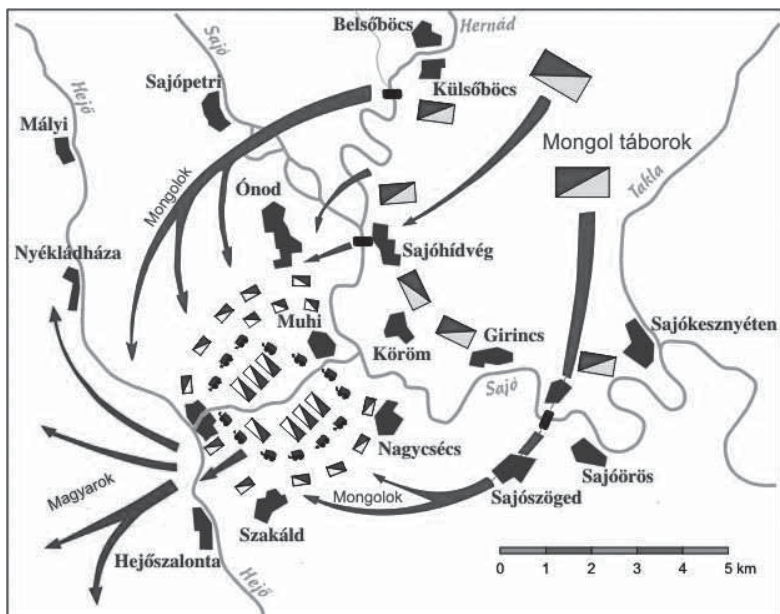 Belsőböcs
Hernád
Sajó
Hejő
Sajópetri
Külsőböcs
Mályi
Mongol táborok
Mongolok
Ónod
Takla
Nyékládháza
Sajóhídvég
Muhi
Köröm
Girincs
Sajókesznyéten
Sajó
Nagycsécs
Magyarok
Mongolok
Sajószöged
Sajóörös
Szakáld
Hejőszalonta
Hejő
0 1 2 3 4 5 km